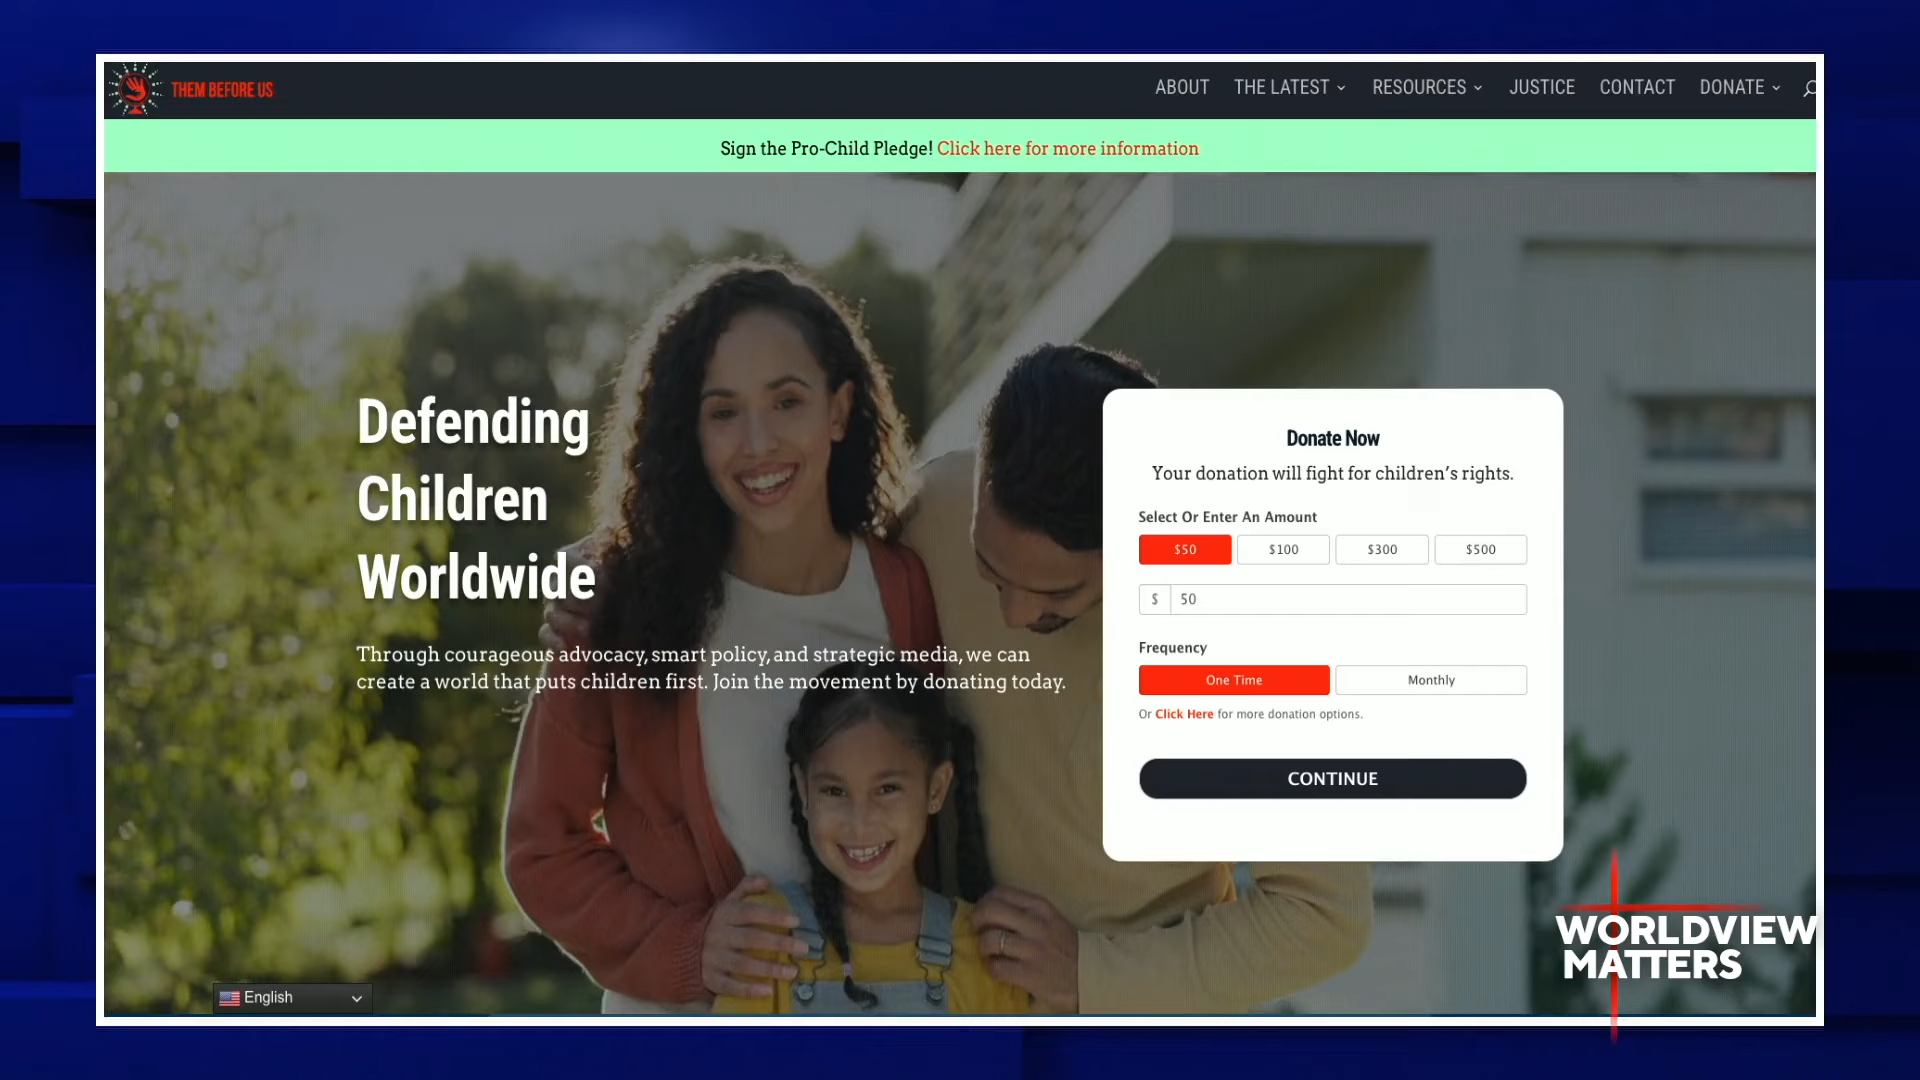 THEM BEFORE US
ABOUT THE LATEST RESOURCES JUSTICE CONTACT DONATE
Sign the Pro-Child Pledge! Click here for more information
Defending
Children
Worldwide
Through courageous advocacy, smart policy, and strategic media, we can
create a world that puts children first. Join the movement by donating today.
Donate Now
Your donation will fight for children’s rights.
Select Or Enter An Amount
$50 $100 $300 $500
$ 50
Frequency
One Time Monthly
Or Click Here for more donation options.
CONTINUE
English
WORLDVIEW
MATTERS